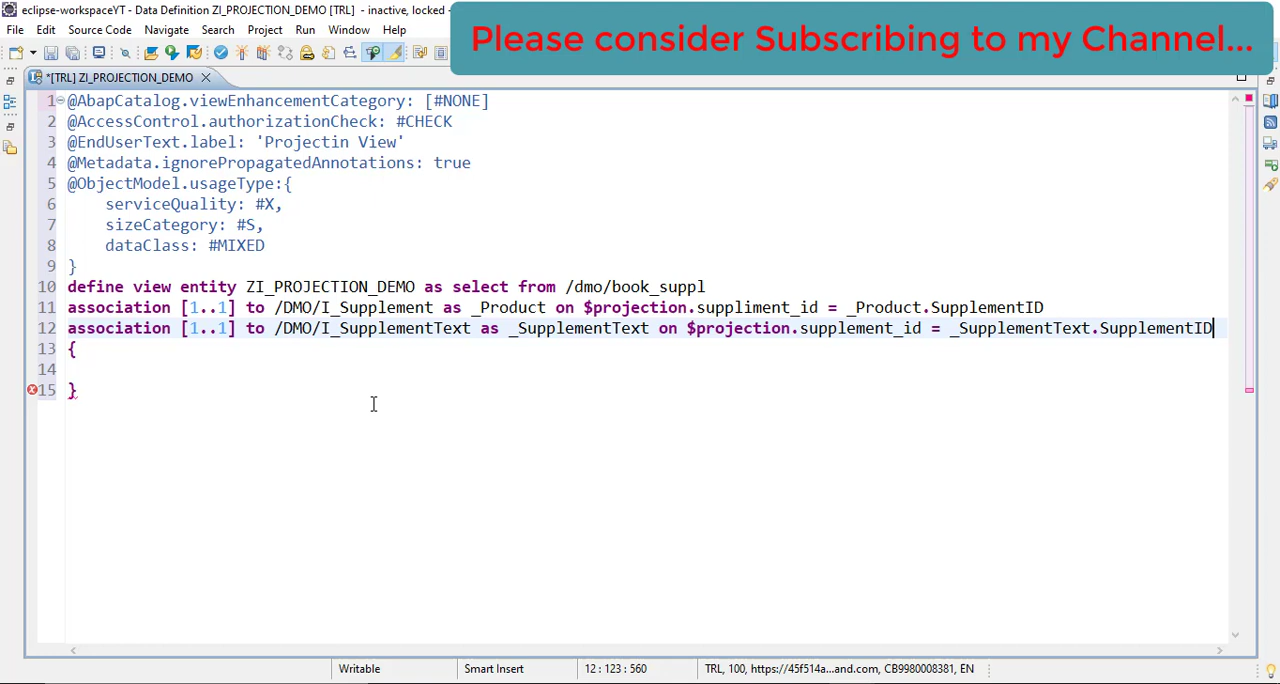 eclipse-workspaceYT - Data Definition ZI_PROJECTION_DEMO [TRL] - inactive, locked -
Please consider Subscribing to my Channel...
File Edit Source Code Navigate Search Project Run Window Help
*[TRL] ZI_PROJECTION_DEMO
1 @AbapCatalog.viewEnhancementCategory: [#NONE]
2 @AccessControl.authorizationCheck: #CHECK
3 @EndUserText.label: 'Projectin View'
4 @Metadata.ignorePropagatedAnnotations: true
5 @ObjectModel.usageType:{
6 serviceQuality: #X,
7 sizeCategory: #S,
8 dataClass: #MIXED
9 }
10 define view entity ZI_PROJECTION_DEMO as select from /dmo/book_suppl
11 association [1..1] to /DMO/I_Supplement as _Product on $projection.suppliment_id = _Product.SupplementID
12 association [1..1] to /DMO/I_SupplementText as _SupplementText on $projection.supplement_id = _SupplementText.SupplementID
13 {
14
15 }
Writable Smart Insert 12 : 123 : 560 TRL, 100, https://45f514a...and.com, CB9980008381, EN